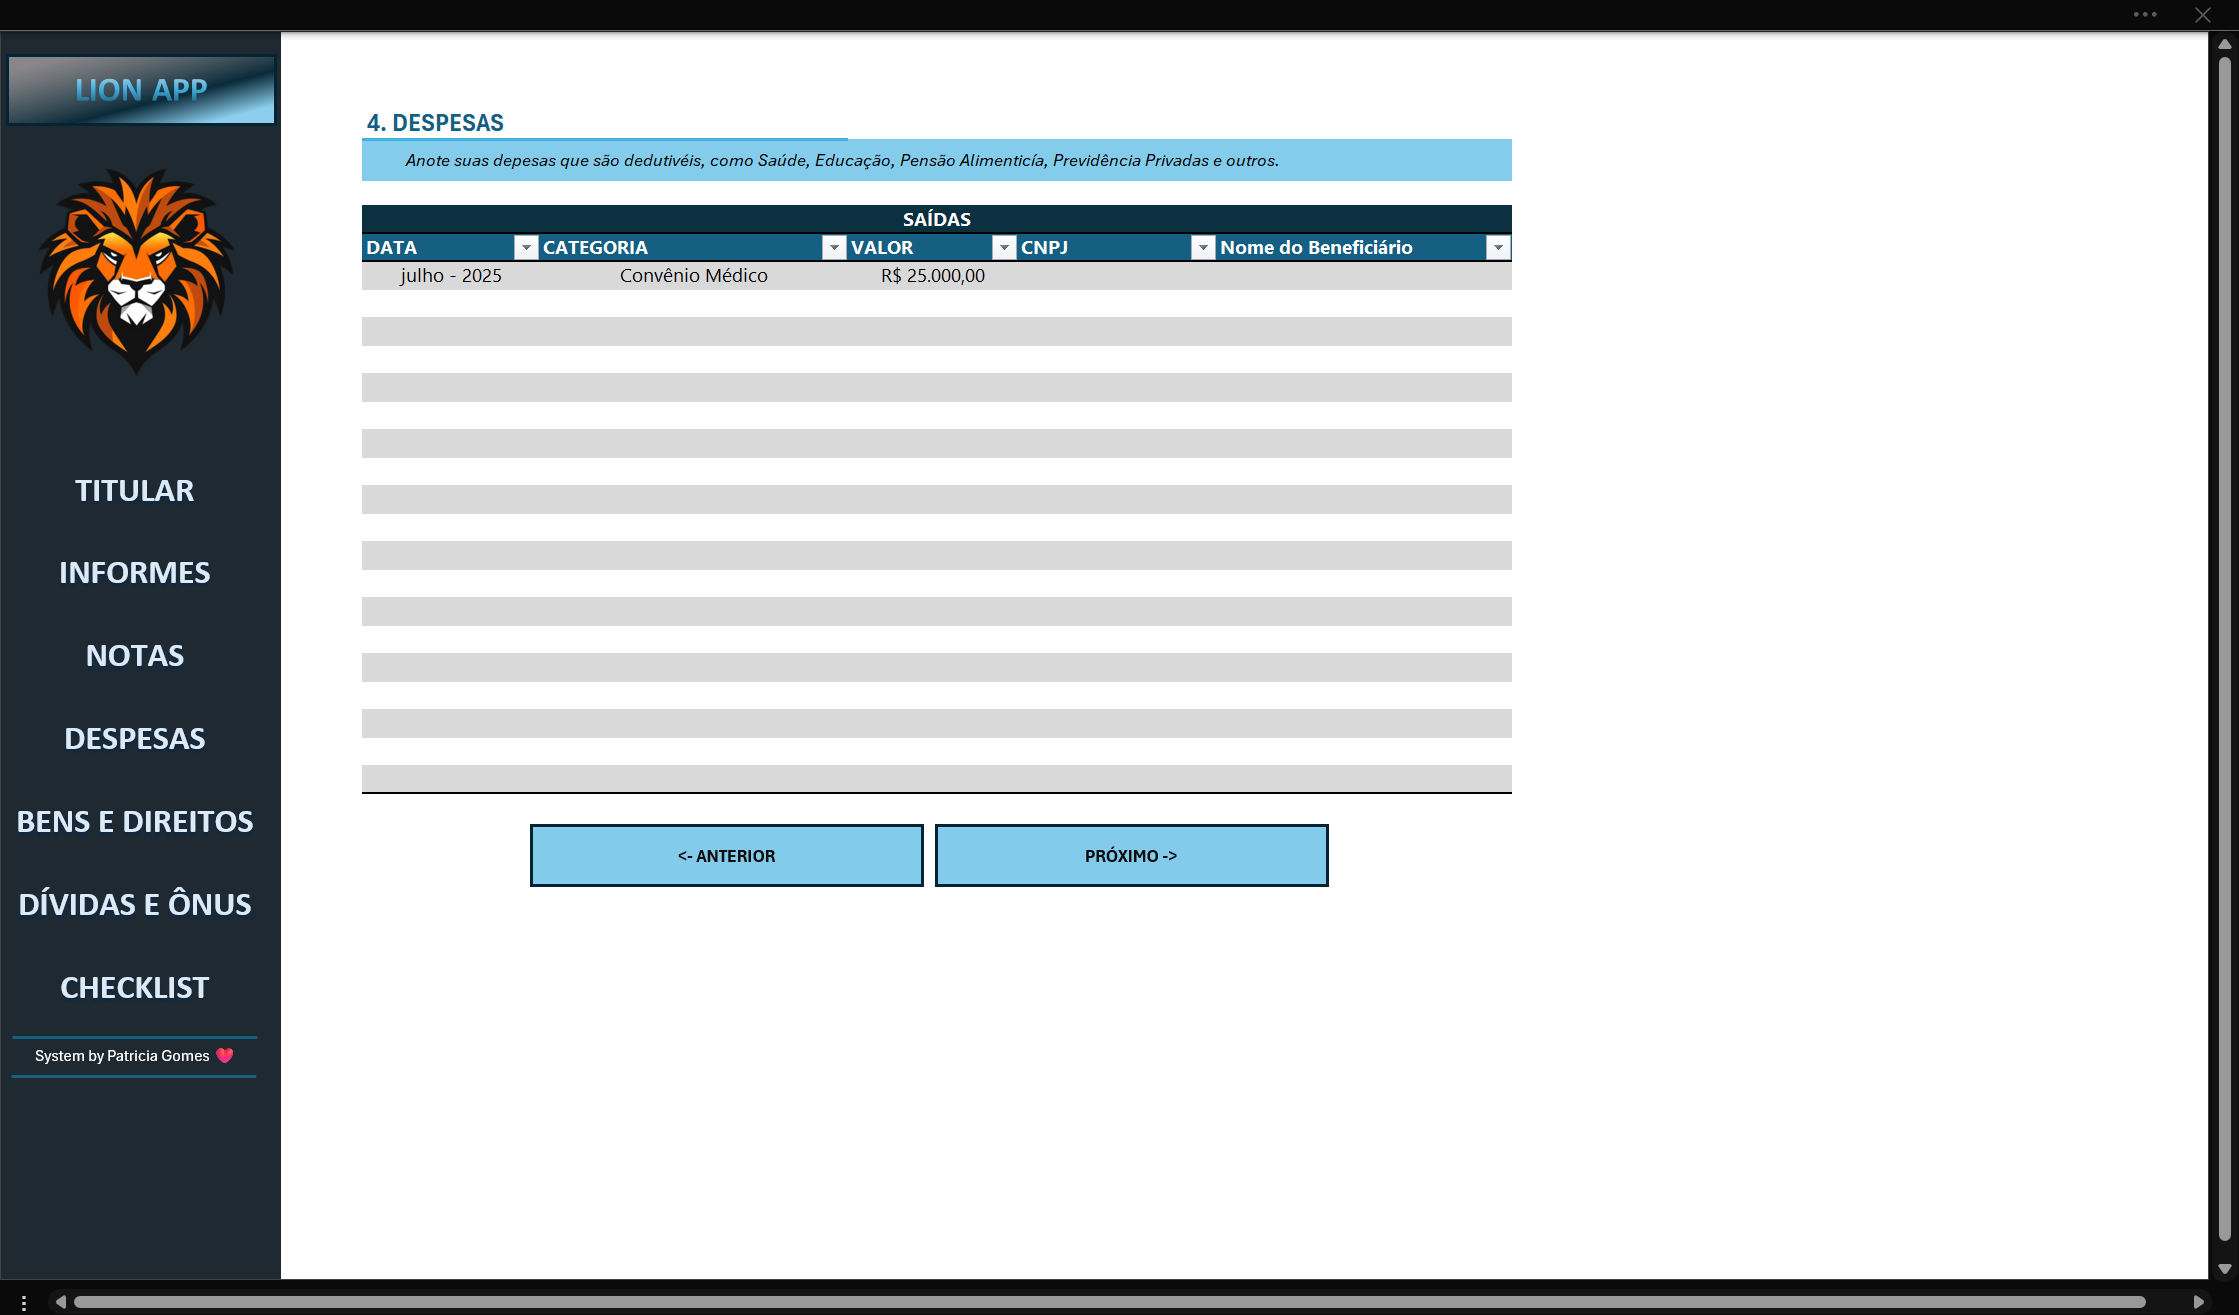 LION APP
TITULAR
INFORMES
NOTAS
DESPESAS
BENS E DIREITOS
DÍVIDAS E ÔNUS
CHECKLIST
System by Patricia Gomes
4. DESPESAS
Anote suas depesas que são dedutivéis, como Saúde, Educação, Pensão Alimentícía, Previdência Privadas e outros.
SAÍDAS
DATA CATEGORIA VALOR CNPJ Nome do Beneficiário
julho - 2025 Convênio Médico R$ 25.000,00
<- ANTERIOR PRÓXIMO ->